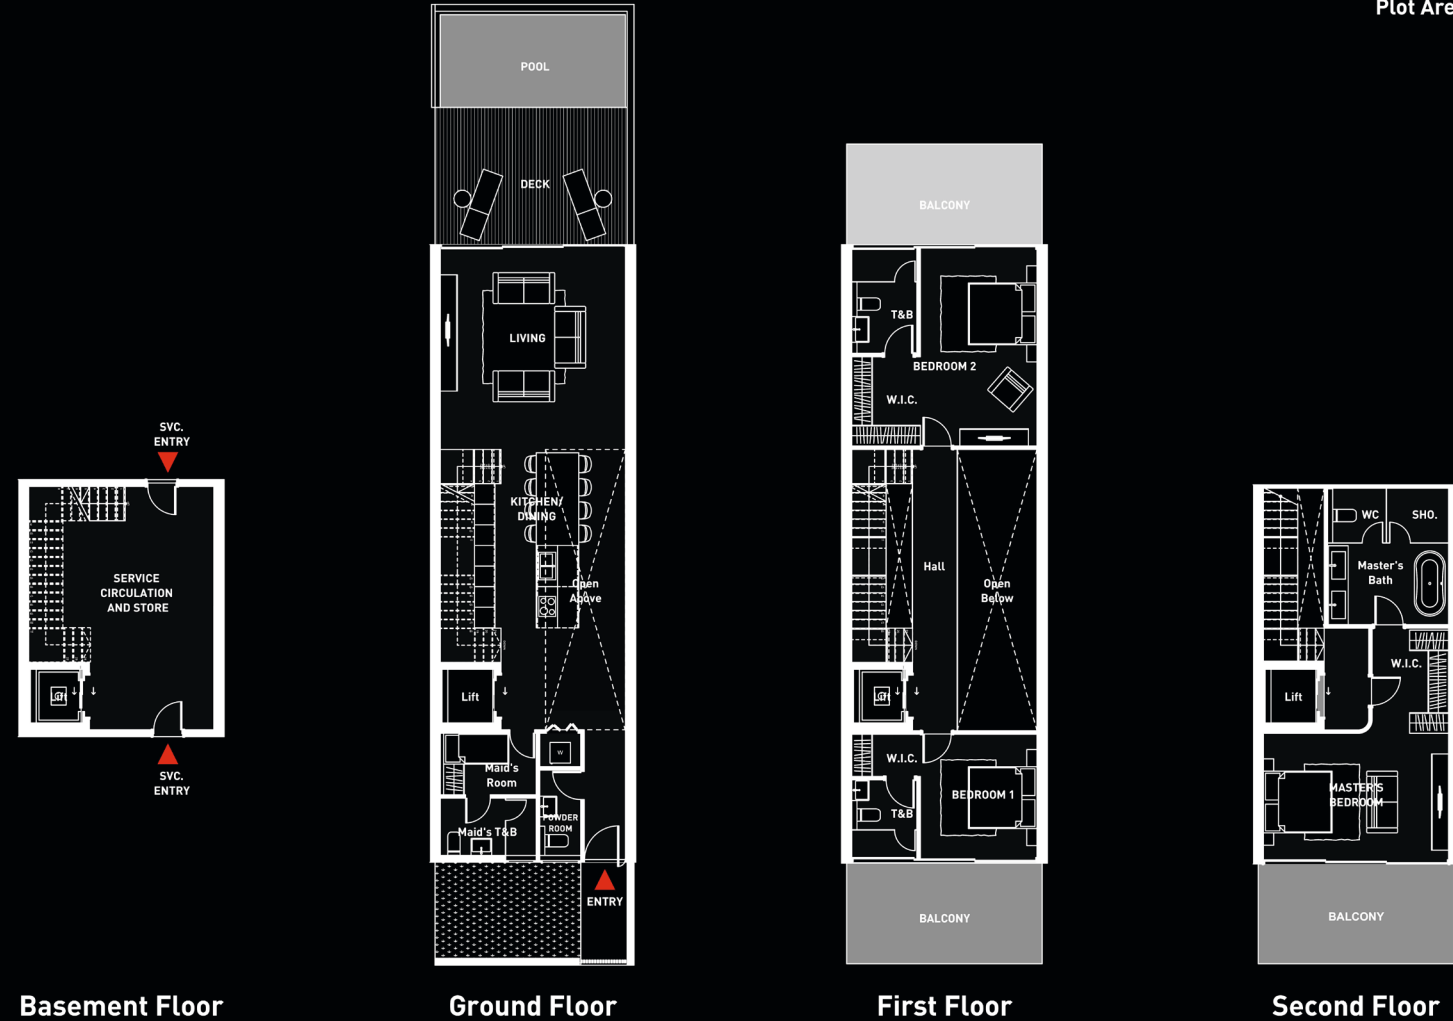 Plot Are
SVC.
ENTRY
SERVICE
CIRCULATION
AND STORE
Lift
SVC.
ENTRY
Basement Floor
POOL
DECK
LIVING
KITCHEN/
DINING
Open
Above
Lift
W
Maid's
Room
Maid's T&B
POWDER
ROOM
ENTRY
Ground Floor
BALCONY
T&B
BEDROOM 2
W.I.C.
Hall
Open
Below
Lift
W.I.C.
BEDROOM 1
T&B
BALCONY
First Floor
WC
SHO.
Master's
Bath
W.I.C.
Lift
MASTER'S
BEDROOM
BALCONY
Second Floor